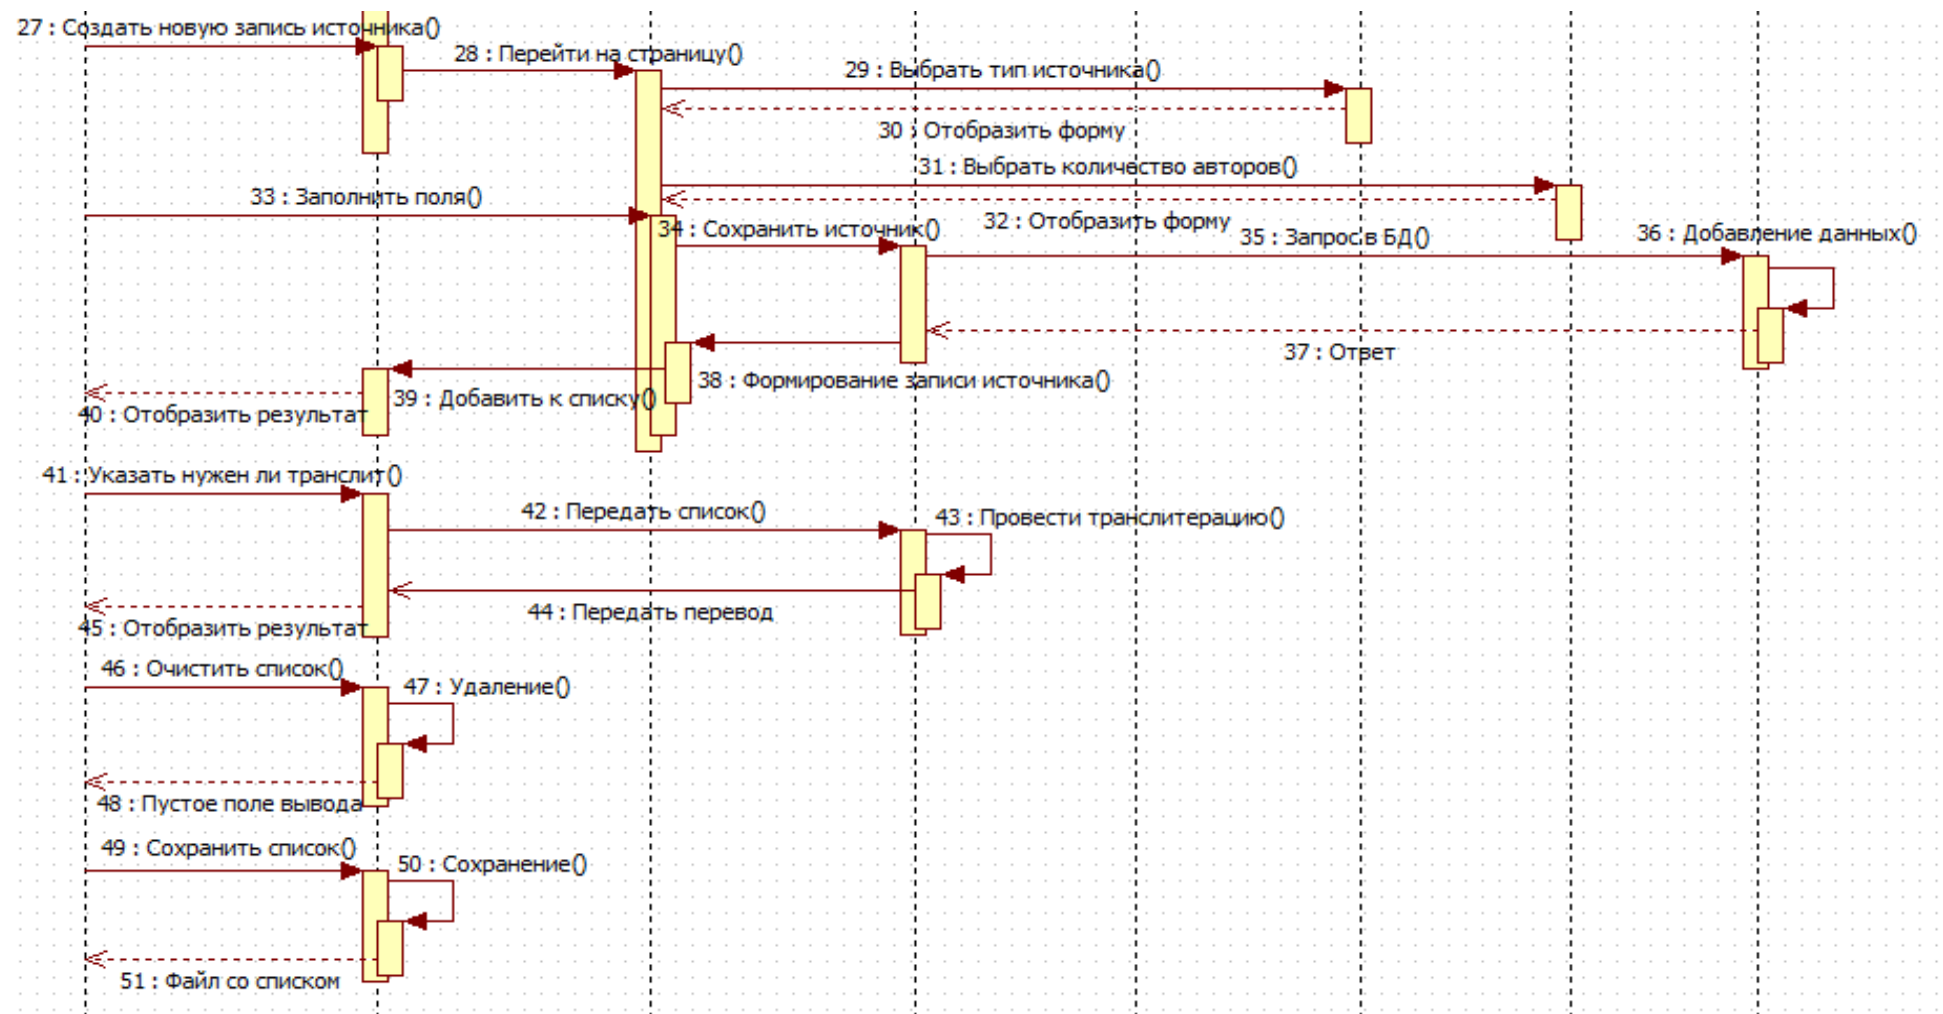 27 : Создать новую запись источника()
28 : Перейти на страницу()
29 : Выбрать тип источника()
30 : Отобразить форму
31 : Выбрать количество авторов()
32 : Отобразить форму
33 : Заполнить поля()
34 : Сохранить источник()
35 : Запрос в БД()
36 : Добавление данных()
37 : Ответ
38 : Формирование записи источника()
39 : Добавить к списку()
40 : Отобразить результат
41 : Указать нужен ли транслит()
42 : Передать список()
43 : Провести транслитерацию()
44 : Передать перевод
45 : Отобразить результат
46 : Очистить список()
47 : Удаление()
48 : Пустое поле вывода
49 : Сохранить список()
50 : Сохранение()
51 : Файл со списком